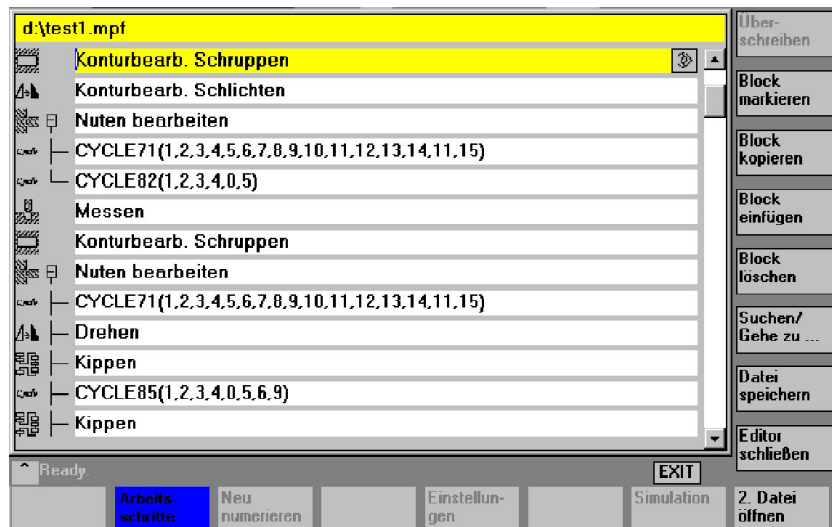 d:\test1.mpf
Konturbearb. Schruppen
Konturbearb. Schlichten
Nuten bearbeiten
CYCLE71(1,2,3,4,5,6,7,8,9,10,11,12,13,14,11,15)
CYCLE82(1,2,3,4,0,5)
Messen
Konturbearb. Schruppen
Nuten bearbeiten
CYCLE71(1,2,3,4,5,6,7,8,9,10,11,12,13,14,11,15)
Drehen
Kippen
CYCLE85(1,2,3,4,0,5,6,9)
Kippen
Über-
schreiben
Block
markieren
Block
kopieren
Block
einfügen
Block
löschen
Suchen/
Gehe zu ...
Datei
speichern
Editor
schließen
^ Ready.
EXIT
Arbeits-
schritte
Neu
numerieren
Einstellun-
gen
Simulation
2. Datei
öffnen